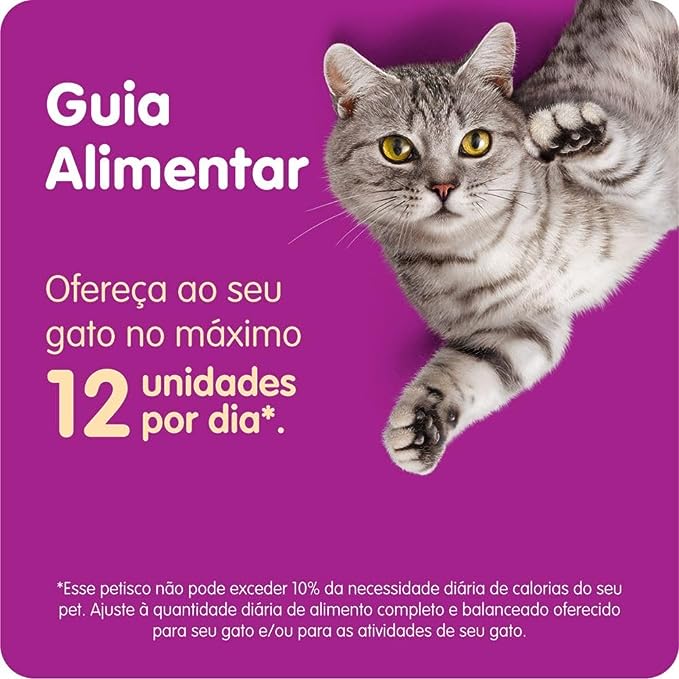 Guia
Alimentar
Ofereça ao seu
gato no máximo
12 unidades
por dia*.
*Esse petisco não pode exceder 10% da necessidade diária de calorias do seu
pet. Ajuste à quantidade diária de alimento completo e balanceado oferecido
para seu gato e/ou para as atividades de seu gato.